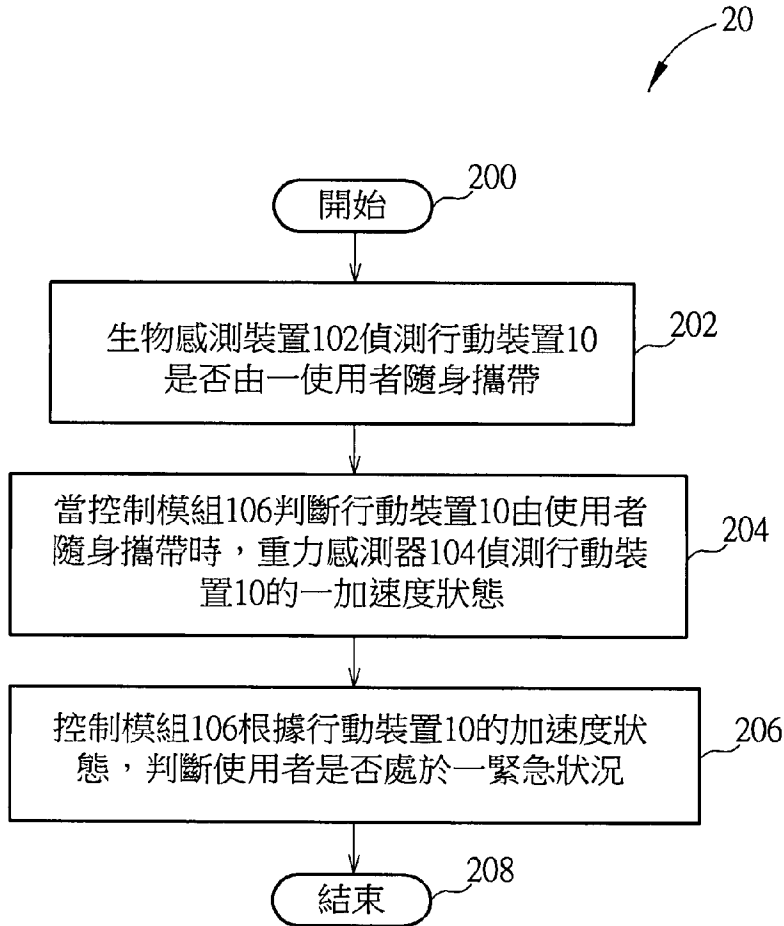 20
開始
200
生物感測裝置102偵測行動裝置10
是否由一使用者隨身攜帶
202
當控制模組106判斷行動裝置10由使用者
隨身攜帶時，重力感測器104偵測行動裝
置10的一加速度狀態
204
控制模組106根據行動裝置10的加速度狀
態，判斷使用者是否處於一緊急狀況
206
結束
208